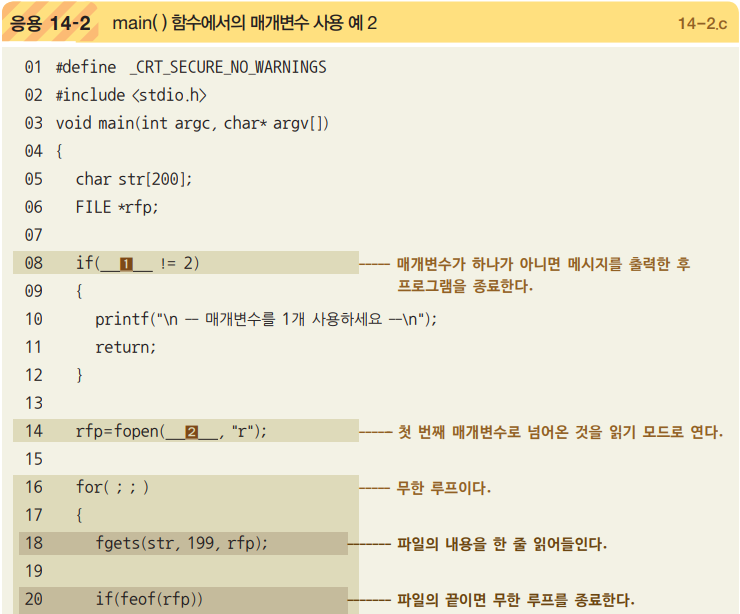 응용 14-2 main( ) 함수에서의 매개변수 사용 예 2 14-2.c
01 #define _CRT_SECURE_NO_WARNINGS
02 #include <stdio.h>
03 void main(int argc, char* argv[])
04 {
05 char str[200];
06 FILE *rfp;
07
08 if(__1__ != 2) 매개변수가 하나가 아니면 메시지를 출력한 후
프로그램을 종료한다.
09 {
10 printf("\n -- 매개변수를 1개 사용하세요 --\n");
11 return;
12 }
13
14 rfp=fopen(__2__, "r"); 첫 번째 매개변수로 넘어온 것을 읽기 모드로 연다.
15
16 for( ; ; ) 무한 루프이다.
17 {
18 fgets(str, 199, rfp); 파일의 내용을 한 줄 읽어들인다.
19
20 if(feof(rfp)) 파일의 끝이면 무한 루프를 종료한다.